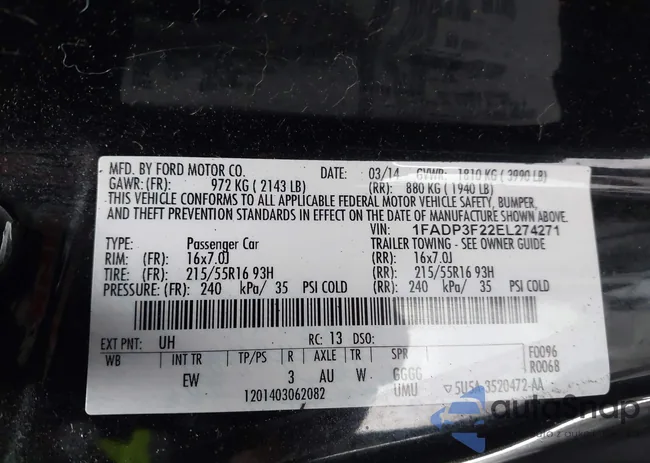 MFD. BY FORD MOTOR CO. DATE: 03/14 GVWR: 1810 KG ( 3990 LB)
GAWR: (FR): 972 KG ( 2143 LB) (RR): 880 KG ( 1940 LB)
THIS VEHICLE CONFORMS TO ALL APPLICABLE FEDERAL MOTOR VEHICLE SAFETY, BUMPER,
AND THEFT PREVENTION STANDARDS IN EFFECT ON THE DATE OF MANUFACTURE SHOWN ABOVE.
VIN: 1FADP3F22EL274271
TYPE: Passenger Car TRAILER TOWING - SEE OWNER GUIDE
RIM: (FR): 16x7.0J (RR): 16x7.0J
TIRE: (FR): 215/55R16 93H (RR): 215/55R16 93H
PRESSURE: (FR): 240 kPa/ 35 PSI COLD (RR): 240 kPa/ 35 PSI COLD
EXT PNT: UH RC: 13 DSO: F0096
WB INT TR TP/PS R AXLE TR SPR R0068
EW 3 AU W GGGG
1201403062082 UMU ▽5U5A-3520472-AA
autoSnap